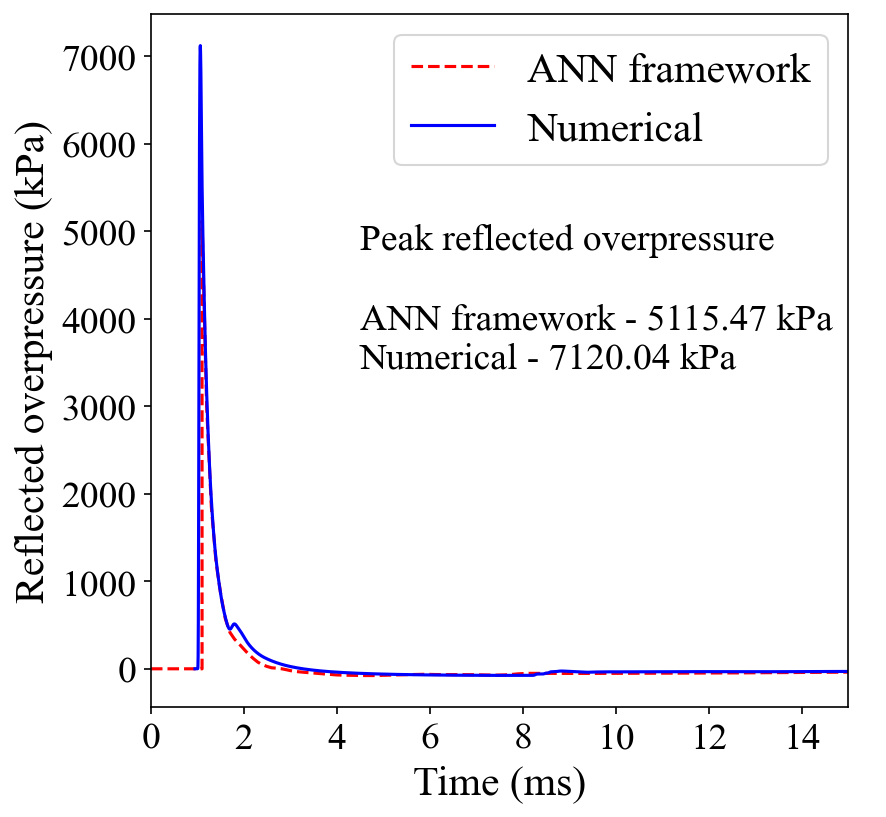 ANN framework
Numerical
Peak reflected overpressure
ANN framework - 5115.47 kPa
Numerical - 7120.04 kPa
Reflected overpressure (kPa)
7000
6000
5000
4000
3000
2000
1000
0
0 2 4 6 8 10 12 14
Time (ms)